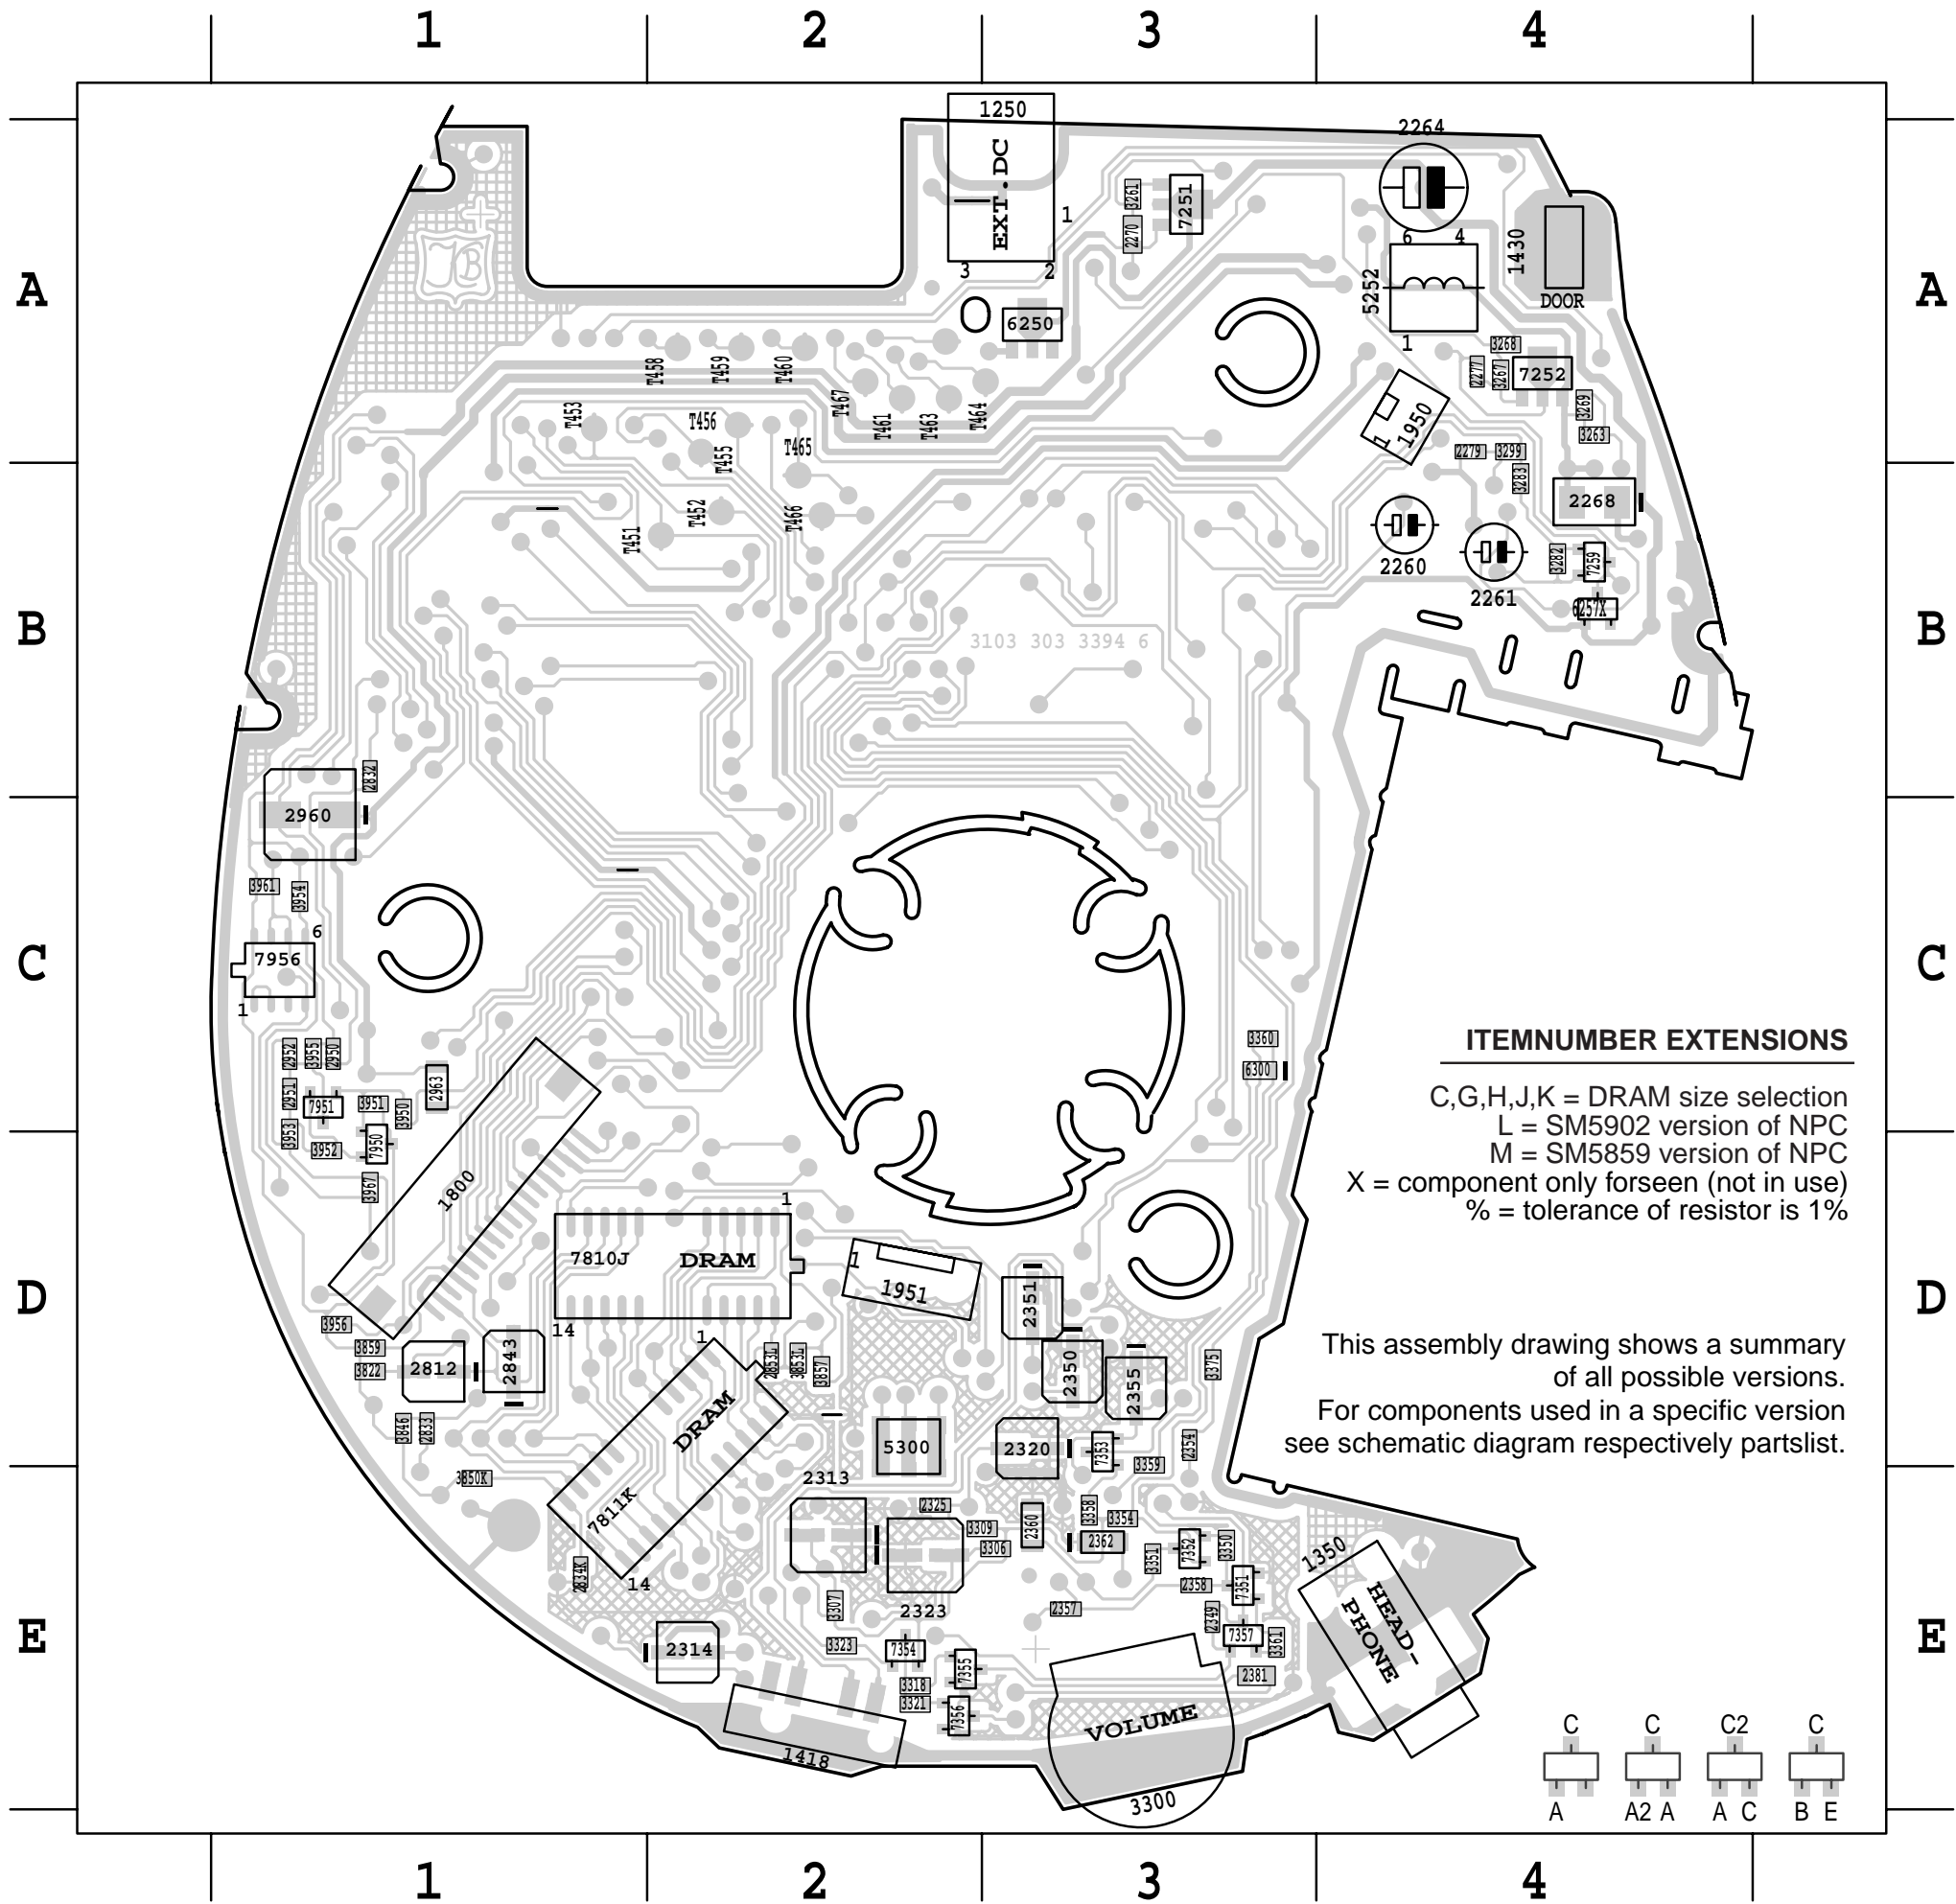 1 2 3 4
1250
2264
EXT.DC
3261
7251
1
2270
6 4
1430
3 2
5252
DOOR
A A
6250
1
3268
T458 T459 T460
2277 3267 7252
T467 T461 T463 T464
3269
T453
T456
1950
1
3263
T465
T455
2279 3299
3283
T452
T466
2268
T451
2260
2261
3282 7259
6257X
B B
3103 303 3394 6
2832
2960
3961 3954
6
7956
1
C C
3360
6300
2952 3955 2950
2963
2951
7951
3951 3950
3953
3952
7950
3967
1800
ITEMNUMBER EXTENSIONS
C,G,H,J,K = DRAM size selection
L = SM5902 version of NPC
M = SM5859 version of NPC
X = component only forseen (not in use)
% = tolerance of resistor is 1%
1
7810J DRAM
1
1951
14
D D
2351
3956
3859
3822
2812
2843
1
2853L 3853L 3857
2350
2355
3375
This assembly drawing shows a summary
of all possible versions.
For components used in a specific version
see schematic diagram respectively partslist.
3846 2833
DRAM
5300
2320
7353
2354
3359
3850K
2313
7811K
2325
3309
3306
2360
3358
3354
2362
3351
7352
3350
1350
2834K
14
2358
7351
3307
2323
2357
2349
7357
3361
HEAD_
PHONE
E E
2314
3323
7354
7355
2381
3318
3321
7356
VOLUME
1418
3300
C C C2 C
A A2 A A C B E
1 2 3 4